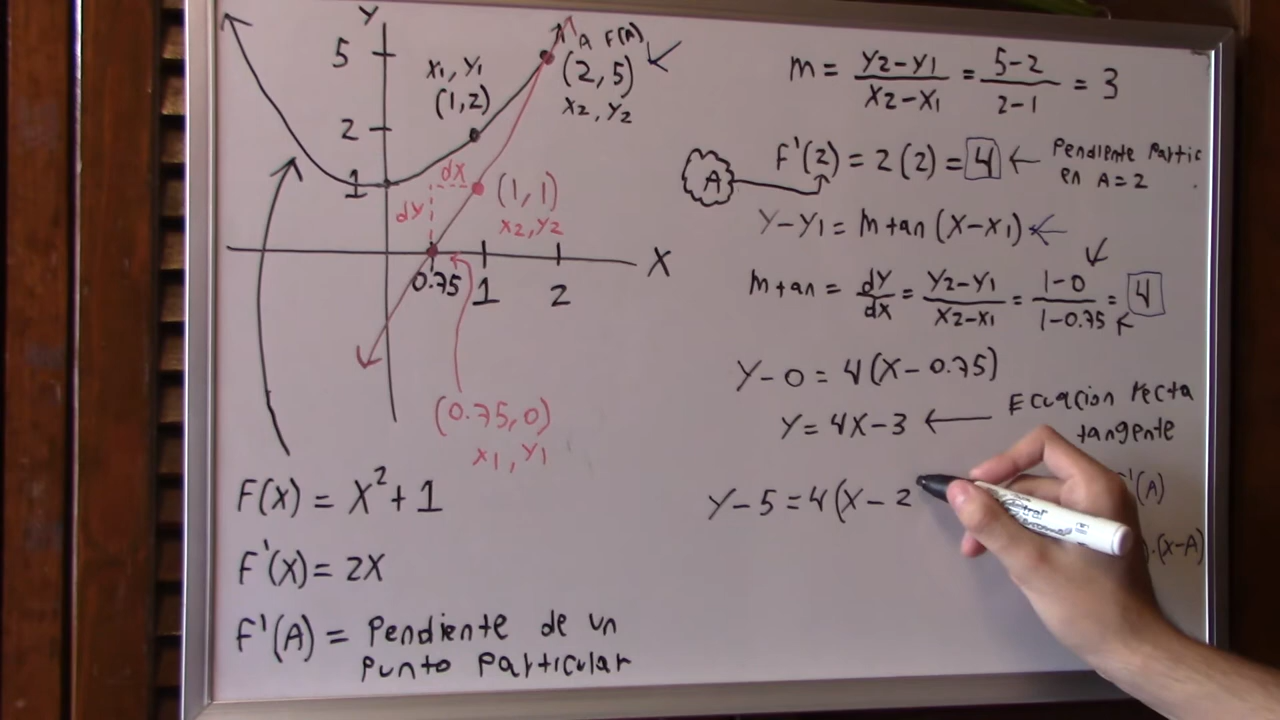 Y
5
A F(A)
(2,5)
X2, Y2
X1, Y1
(1,2)
2
1
dX
dY
(1,1)
X2, Y2
X
0.75 1 2
(0.75,0)
X1, Y1
F(X) = X² + 1
F'(X) = 2X
F'(A) = Pendiente de un
punto particular
m = Y2-Y1/X2-X1 = 5-2/2-1 = 3
A
F'(2) = 2(2) = 4 ← Pendiente Partic
en A=2
Y-Y1 = mtan (X-X1) ←
mtan = dY/dX = Y2-Y1/X2-X1 = 1-0/1-0.75 = 4
Y-0 = 4(X-0.75)
Y = 4X-3 ← Ecuacion recta
tangente
Y-5 = 4(X-2
'(A)
).(X-A)